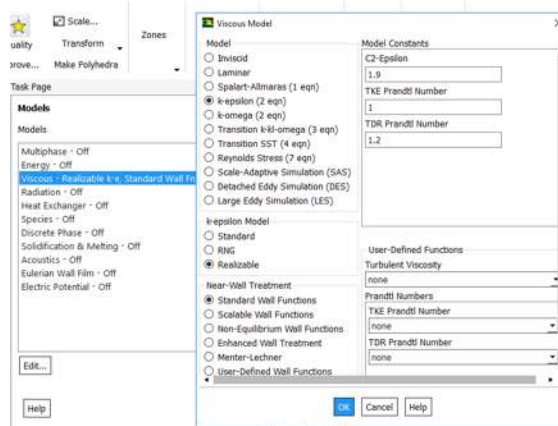 Scale...
uality
Transform
Zones
rove...
Make Polyhedra
Task Page
Models
Models
Multiphase - Off
Energy - Off
Viscous - Realizable k-e, Standard Wall Fn
Radiation - Off
Heat Exchanger - Off
Species - Off
Discrete Phase - Off
Solidification & Melting - Off
Acoustics - Off
Eulerian Wall Film - Off
Electric Potential - Off
Edit...
Help
Viscous Model
Model
Inviscid
Laminar
Spalart-Allmaras (1 eqn)
k-epsilon (2 eqn)
k-omega (2 eqn)
Transition k-kl-omega (3 eqn)
Transition SST (4 eqn)
Reynolds Stress (7 eqn)
Scale-Adaptive Simulation (SAS)
Detached Eddy Simulation (DES)
Large Eddy Simulation (LES)
k-epsilon Model
Standard
RNG
Realizable
Near-Wall Treatment
Standard Wall Functions
Scalable Wall Functions
Non-Equilibrium Wall Functions
Enhanced Wall Treatment
Menter-Lechner
User-Defined Wall Functions
Model Constants
C2-Epsilon
1.9
TKE Prandtl Number
1
TDR Prandtl Number
1.2
User-Defined Functions
Turbulent Viscosity
none
Prandtl Numbers
TKE Prandtl Number
none
TDR Prandtl Number
none
OK
Cancel
Help